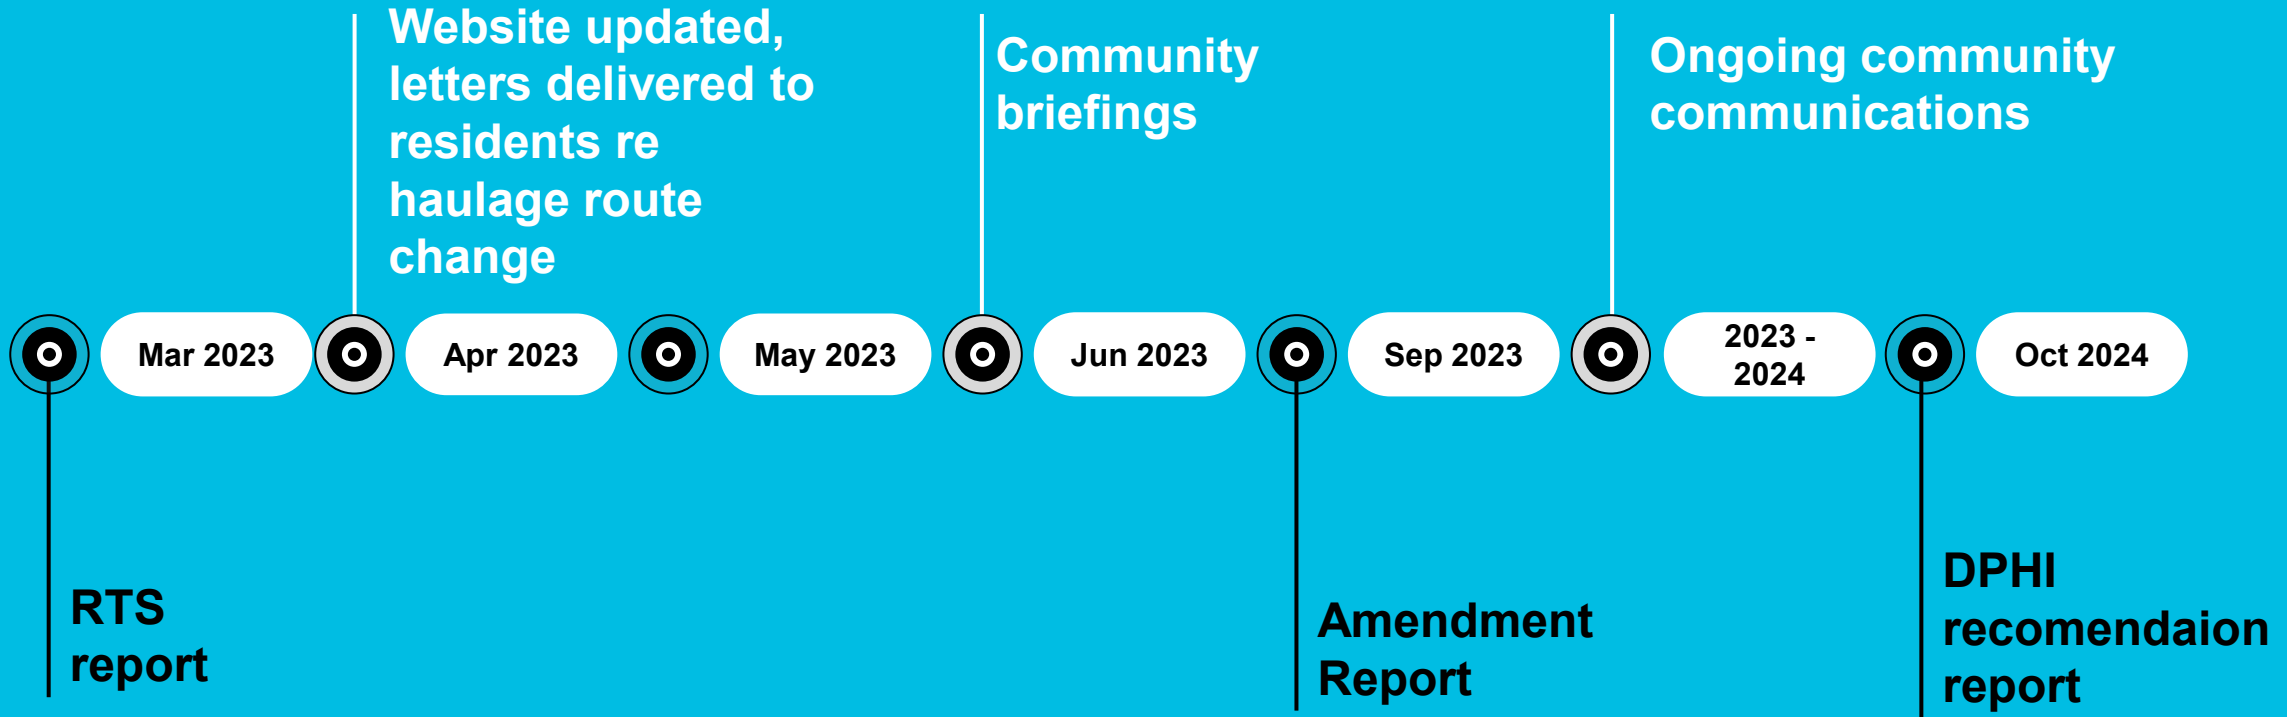 Website updated,
letters delivered to
residents re
haulage route
change
Community
briefings
Ongoing community
communications
Mar 2023
Apr 2023
May 2023
Jun 2023
Sep 2023
2023 -
2024
Oct 2024
RTS
report
Amendment
Report
DPHI
recomendaion
report